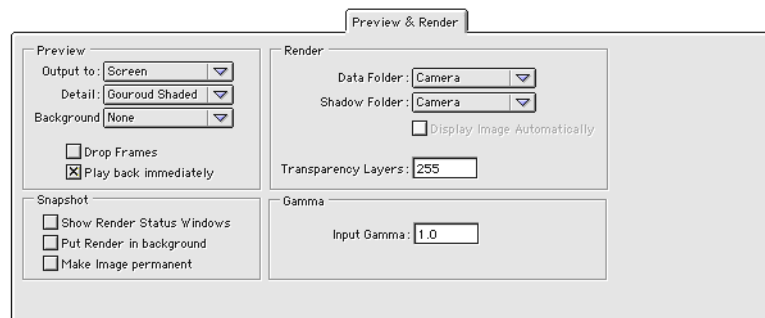 Preview & Render
Preview
Output to: Screen
Detail: Gouroud Shaded
Background None
Drop Frames
Play back immediately
Render
Data Folder: Camera
Shadow Folder: Camera
Display Image Automatically
Transparency Layers: 255
Snapshot
Show Render Status Windows
Put Render in background
Make Image permanent
Gamma
Input Gamma: 1.0